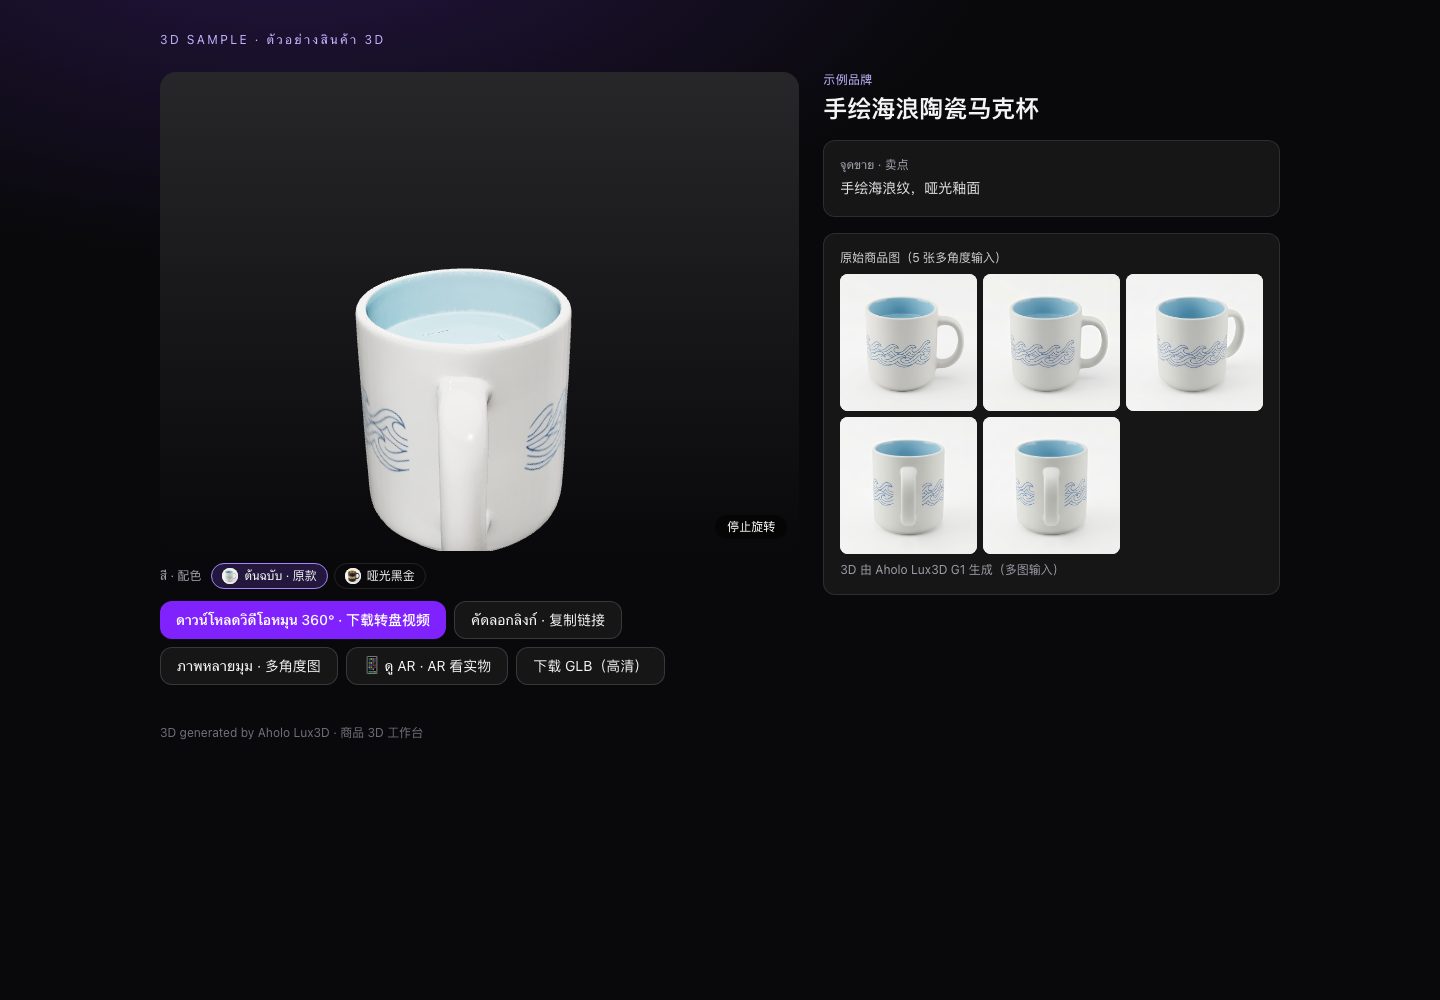 3D SAMPLE · ตัวอย่างสินค้า 3D
示例品牌
手绘海浪陶瓷马克杯
จุดขาย · 卖点
手绘海浪纹，哑光釉面
原始商品图（5 张多角度输入）
3D 由 Aholo Lux3D G1 生成（多图输入）
停止旋转
สี · 配色
ต้นฉบับ · 原款
哑光黑金
ดาวน์โหลดวิดีโอหมุน 360° · 下载转盘视频
คัดลอกลิงก์ · 复制链接
ภาพหลายมุม · 多角度图
ดู AR · AR 看实物
下载 GLB（高清）
3D generated by Aholo Lux3D · 商品 3D 工作台